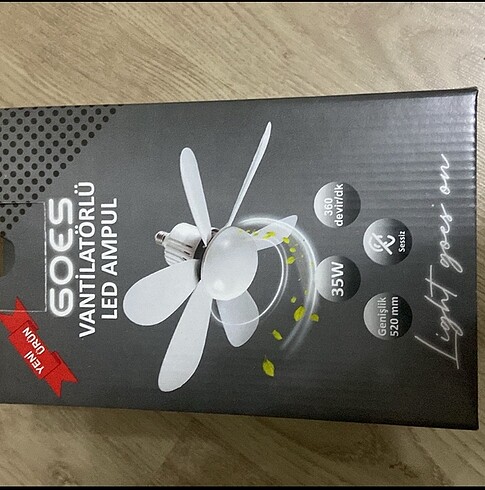 GOES
VANTİLATÖRLÜ
LED AMPUL
YENİ
ÜRÜN
360
devir/dk
Sessiz
35W
Genişlik
520 mm
Light goes on